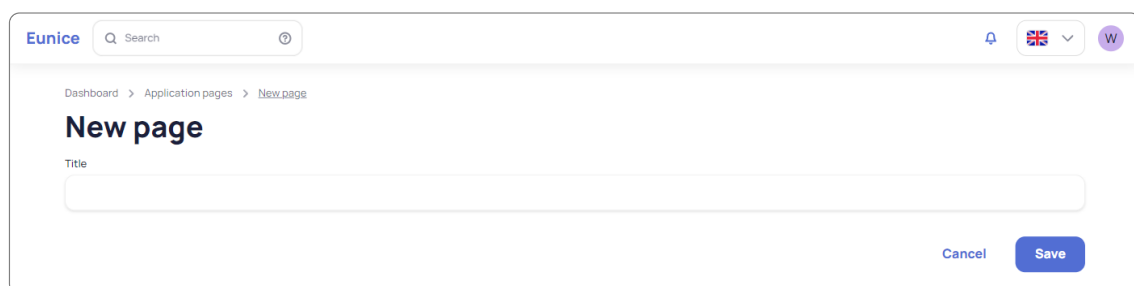 Eunice Search W
Dashboard > Application pages > New page
New page
Title
Cancel Save